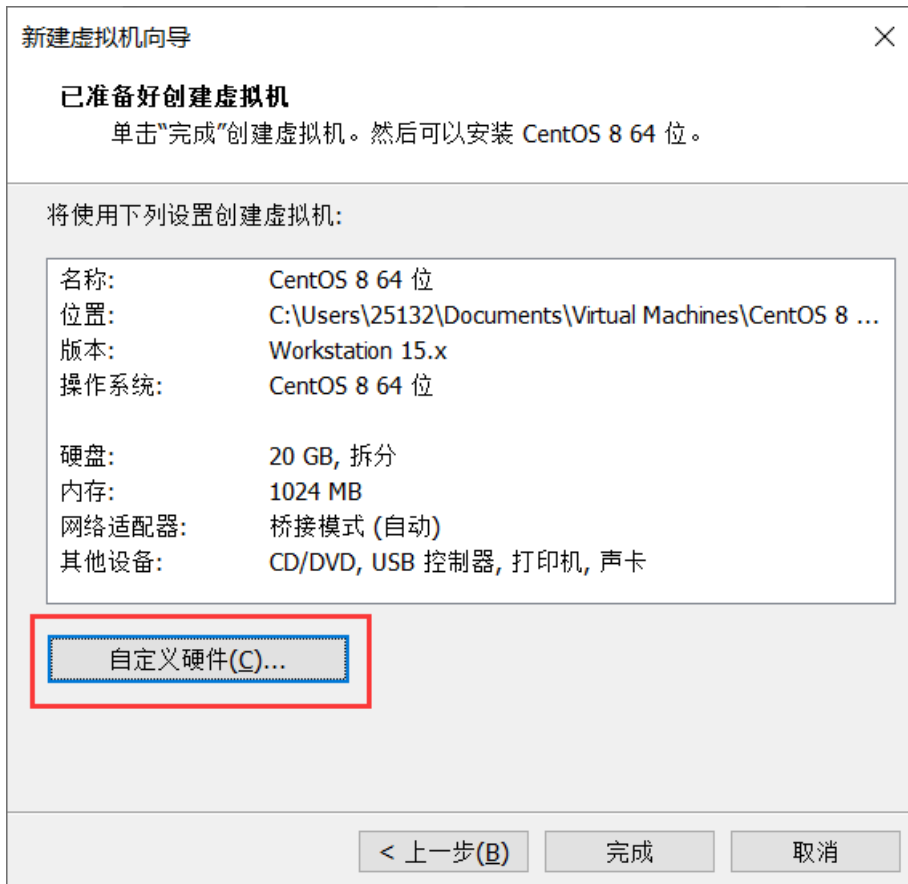 新建虚拟机向导
已准备好创建虚拟机
单击“完成”创建虚拟机。然后可以安装 CentOS 8 64 位。
将使用下列设置创建虚拟机:
名称: CentOS 8 64 位
位置: C:\Users\25132\Documents\Virtual Machines\CentOS 8 ...
版本: Workstation 15.x
操作系统: CentOS 8 64 位
硬盘: 20 GB, 拆分
内存: 1024 MB
网络适配器: 桥接模式 (自动)
其他设备: CD/DVD, USB 控制器, 打印机, 声卡
自定义硬件(C)...
< 上一步(B) 完成 取消